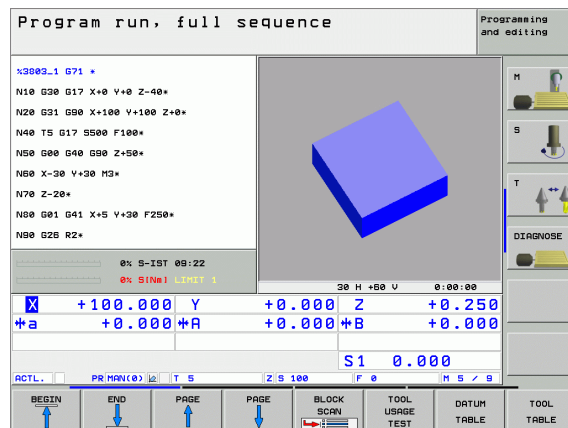 Program run, full sequence
Programming
and editing
%3803_1 G71 *
N10 G30 G17 X+0 Y+0 Z-40*
N20 G31 G90 X+100 Y+100 Z+0*
N40 T5 G17 S500 F100*
N50 G00 G40 G90 Z+50*
N60 X-30 Y+30 M3*
N70 Z-20*
N80 G01 G41 X+5 Y+30 F250*
N90 G26 R2*
M
S
T
DIAGNOSE
0% S-IST 09:22
0% S[Nm] LIMIT 1
30 H +60 V 0:00:00
X +100.000 Y +0.000 Z +0.250
a +0.000 A +0.000 B +0.000
S1 0.000
ACTL. PR MAN(0) T 5 Z S 100 F 0 M 5 / 9
BEGIN
END
PAGE
PAGE
BLOCK
SCAN
TOOL
USAGE
TEST
DATUM
TABLE
TOOL
TABLE